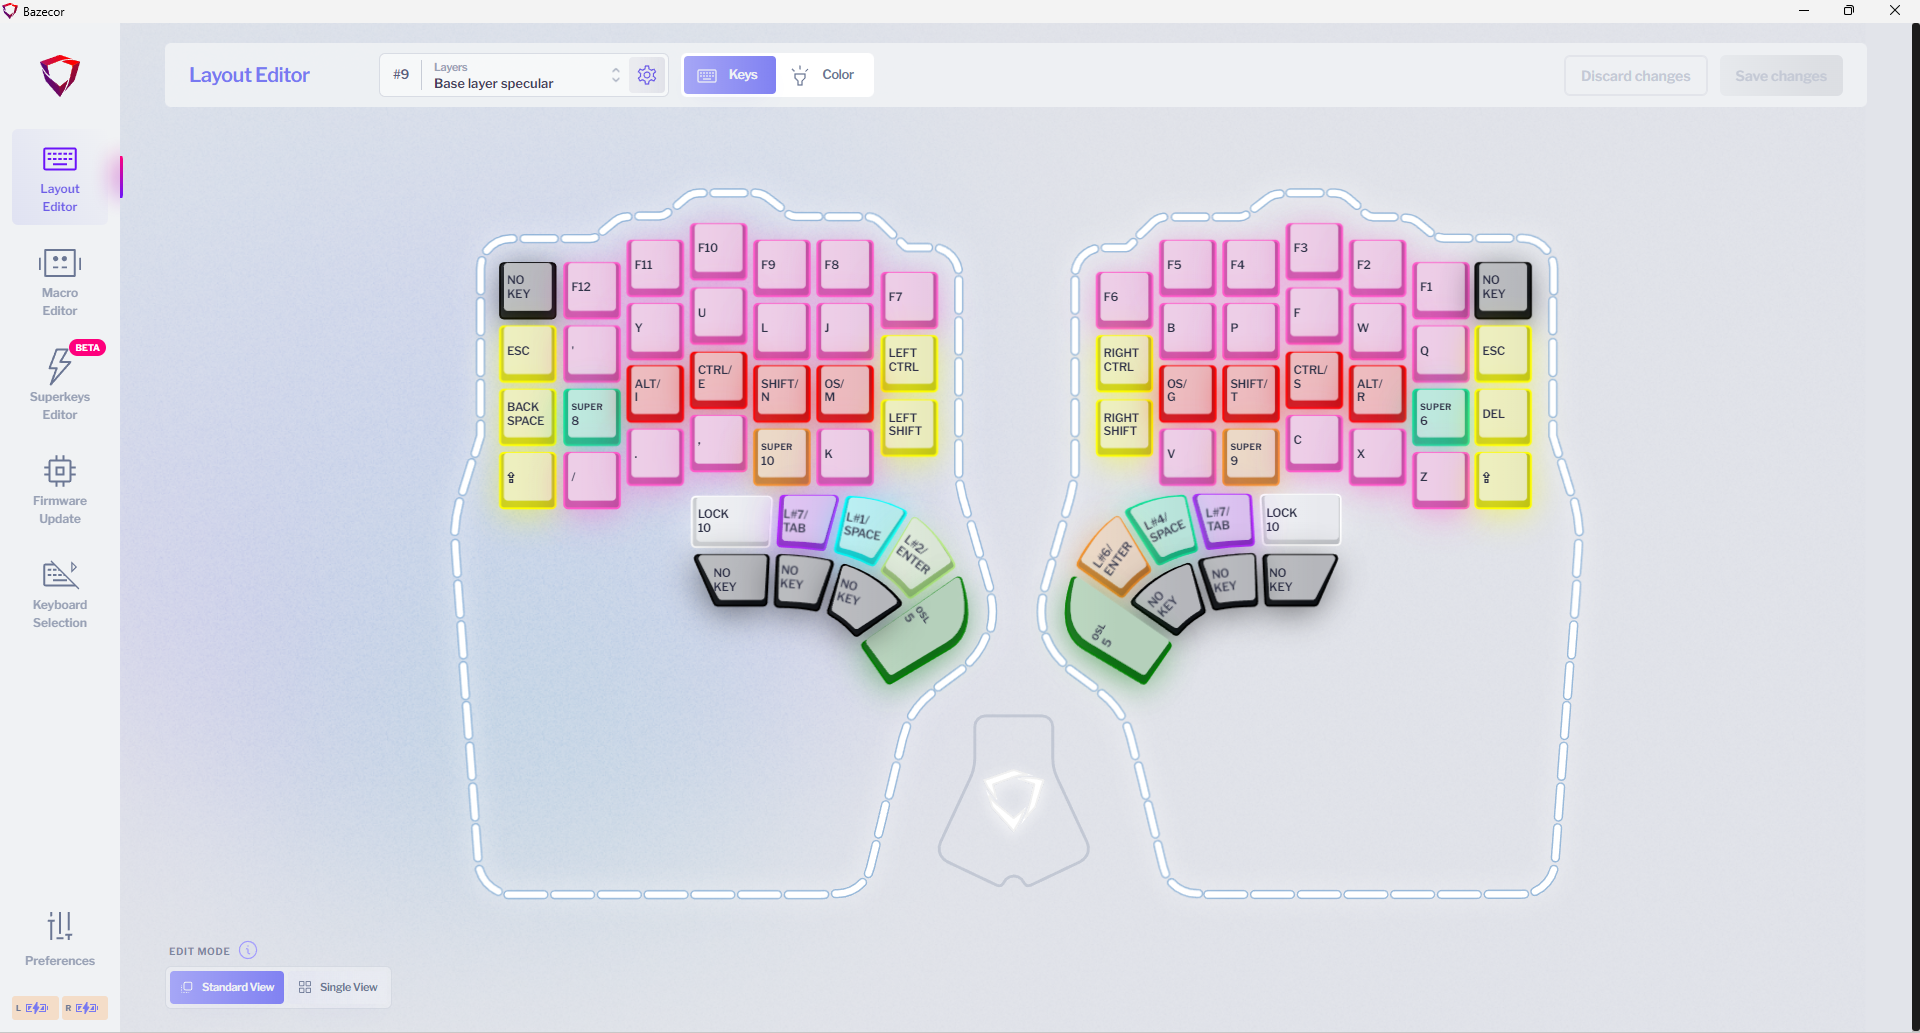 Bazecor
Layout Editor
#9
Layers
Base layer specular
Keys
Color
Discard changes
Save changes
Layout
Editor
Macro
Editor
BETA
Superkeys
Editor
Firmware
Update
Keyboard
Selection
Preferences
L
R
NO
KEY
F12
F11
F10
F9
F8
F7
ESC
'
Y
U
L
J
LEFT
CTRL
BACK
SPACE
SUPER
8
ALT/
I
CTRL/
E
SHIFT/
N
OS/
M
LEFT
SHIFT
⇪
/
.
,
SUPER
10
K
LOCK
10
L#7/
TAB
L#1/
SPACE
L#2/
ENTER
NO
KEY
NO
KEY
NO
KEY
OSL
5
F6
F5
F4
F3
F2
F1
NO
KEY
RIGHT
CTRL
B
P
F
W
Q
ESC
RIGHT
SHIFT
OS/
G
SHIFT/
T
CTRL/
S
ALT/
R
SUPER
6
DEL
V
SUPER
9
C
X
Z
⇪
L#6/
ENTER
L#4/
SPACE
L#7/
TAB
LOCK
10
OSL
5
NO
KEY
NO
KEY
NO
KEY
EDIT MODE
Standard View
Single View